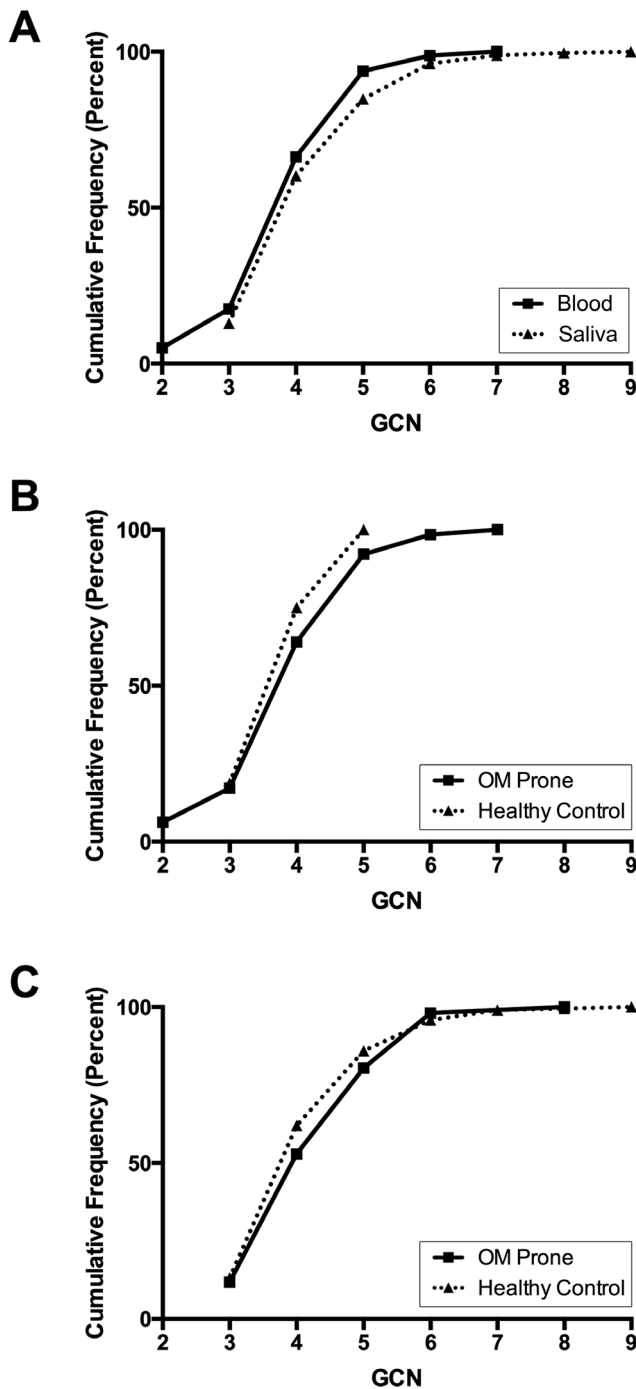 A
Cumulative Frequency (Percent)
100
50
0
2 3 4 5 6 7 8 9
GCN
Blood
Saliva
B
Cumulative Frequency (Percent)
100
50
0
2 3 4 5 6 7 8 9
GCN
OM Prone
Healthy Control
C
Cumulative Frequency (Percent)
100
50
0
2 3 4 5 6 7 8 9
GCN
OM Prone
Healthy Control